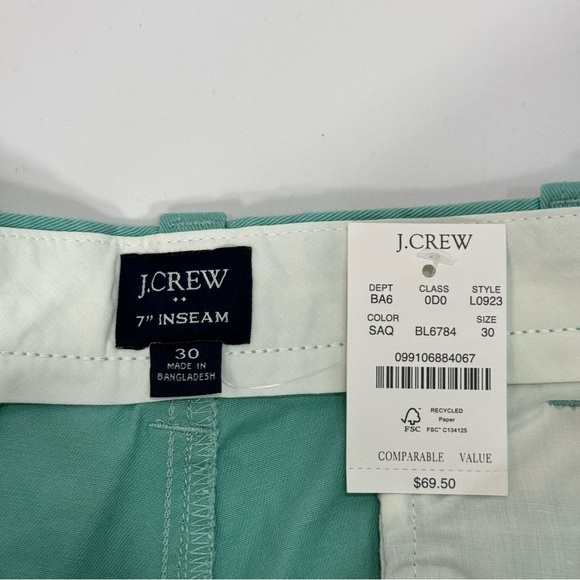 J.CREW
7" INSEAM
30
MADE IN
BANGLADESH
J.CREW
DEPT CLASS STYLE
BA6 0D0 L0923
COLOR SIZE
SAQ BL6784 30
099106884067
RECYCLED
Paper
FSC FSC® C134125
COMPARABLE VALUE
$69.50